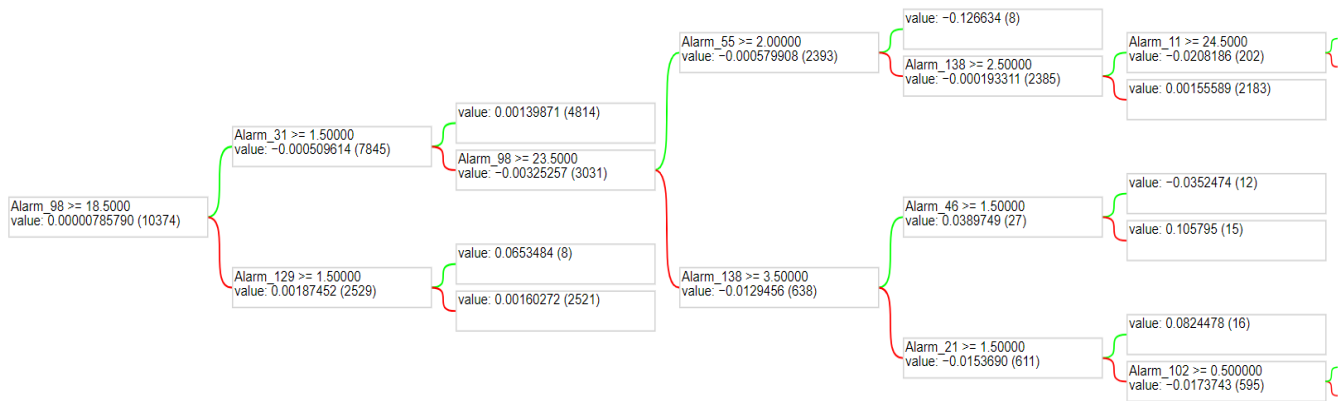 Alarm_98 >= 18.5000
value: 0.00000785790 (10374)
Alarm_31 >= 1.50000
value: −0.000509614 (7845)
Alarm_129 >= 1.50000
value: 0.00187452 (2529)
value: 0.00139871 (4814)
Alarm_98 >= 23.5000
value: −0.00325257 (3031)
value: 0.0653484 (8)
value: 0.00160272 (2521)
Alarm_55 >= 2.00000
value: −0.000579908 (2393)
Alarm_138 >= 3.50000
value: −0.0129456 (638)
value: −0.126634 (8)
Alarm_138 >= 2.50000
value: −0.000193311 (2385)
Alarm_46 >= 1.50000
value: 0.0389749 (27)
Alarm_21 >= 1.50000
value: −0.0153690 (611)
Alarm_11 >= 24.5000
value: −0.0208186 (202)
value: 0.00155589 (2183)
value: −0.0352474 (12)
value: 0.105795 (15)
value: 0.0824478 (16)
Alarm_102 >= 0.500000
value: −0.0173743 (595)